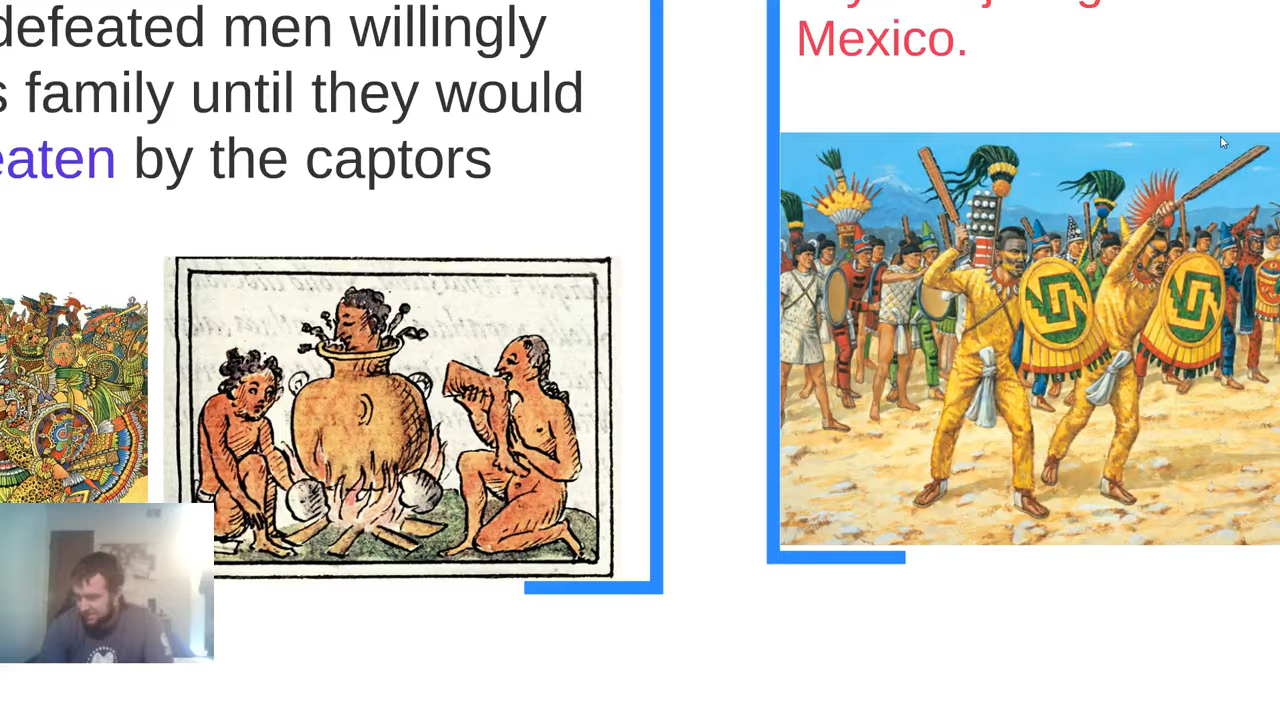 defeated men willingly
s family until they would
eaten by the captors
Mexico.